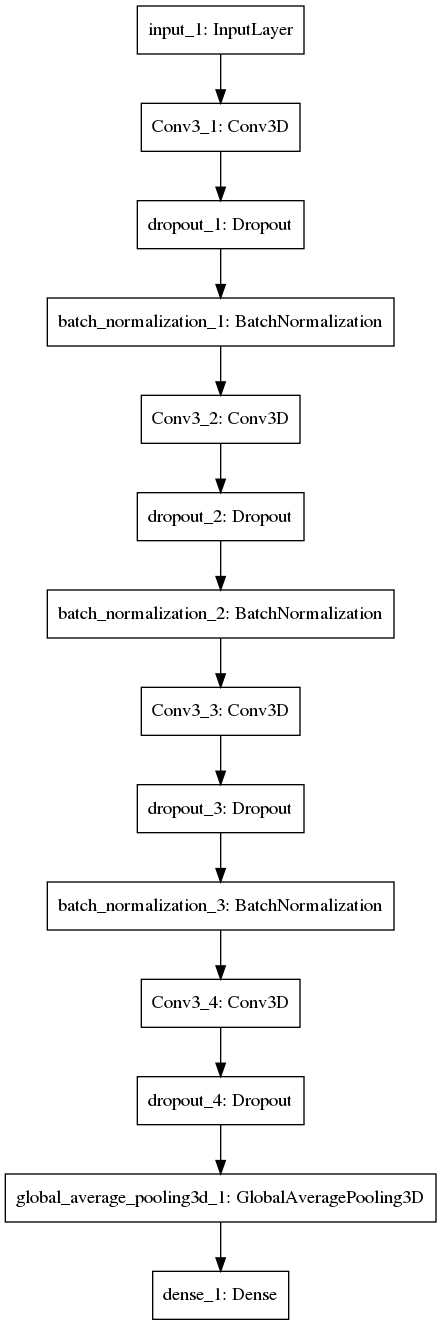 input_1: InputLayer
Conv3_1: Conv3D
dropout_1: Dropout
batch_normalization_1: BatchNormalization
Conv3_2: Conv3D
dropout_2: Dropout
batch_normalization_2: BatchNormalization
Conv3_3: Conv3D
dropout_3: Dropout
batch_normalization_3: BatchNormalization
Conv3_4: Conv3D
dropout_4: Dropout
global_average_pooling3d_1: GlobalAveragePooling3D
dense_1: Dense